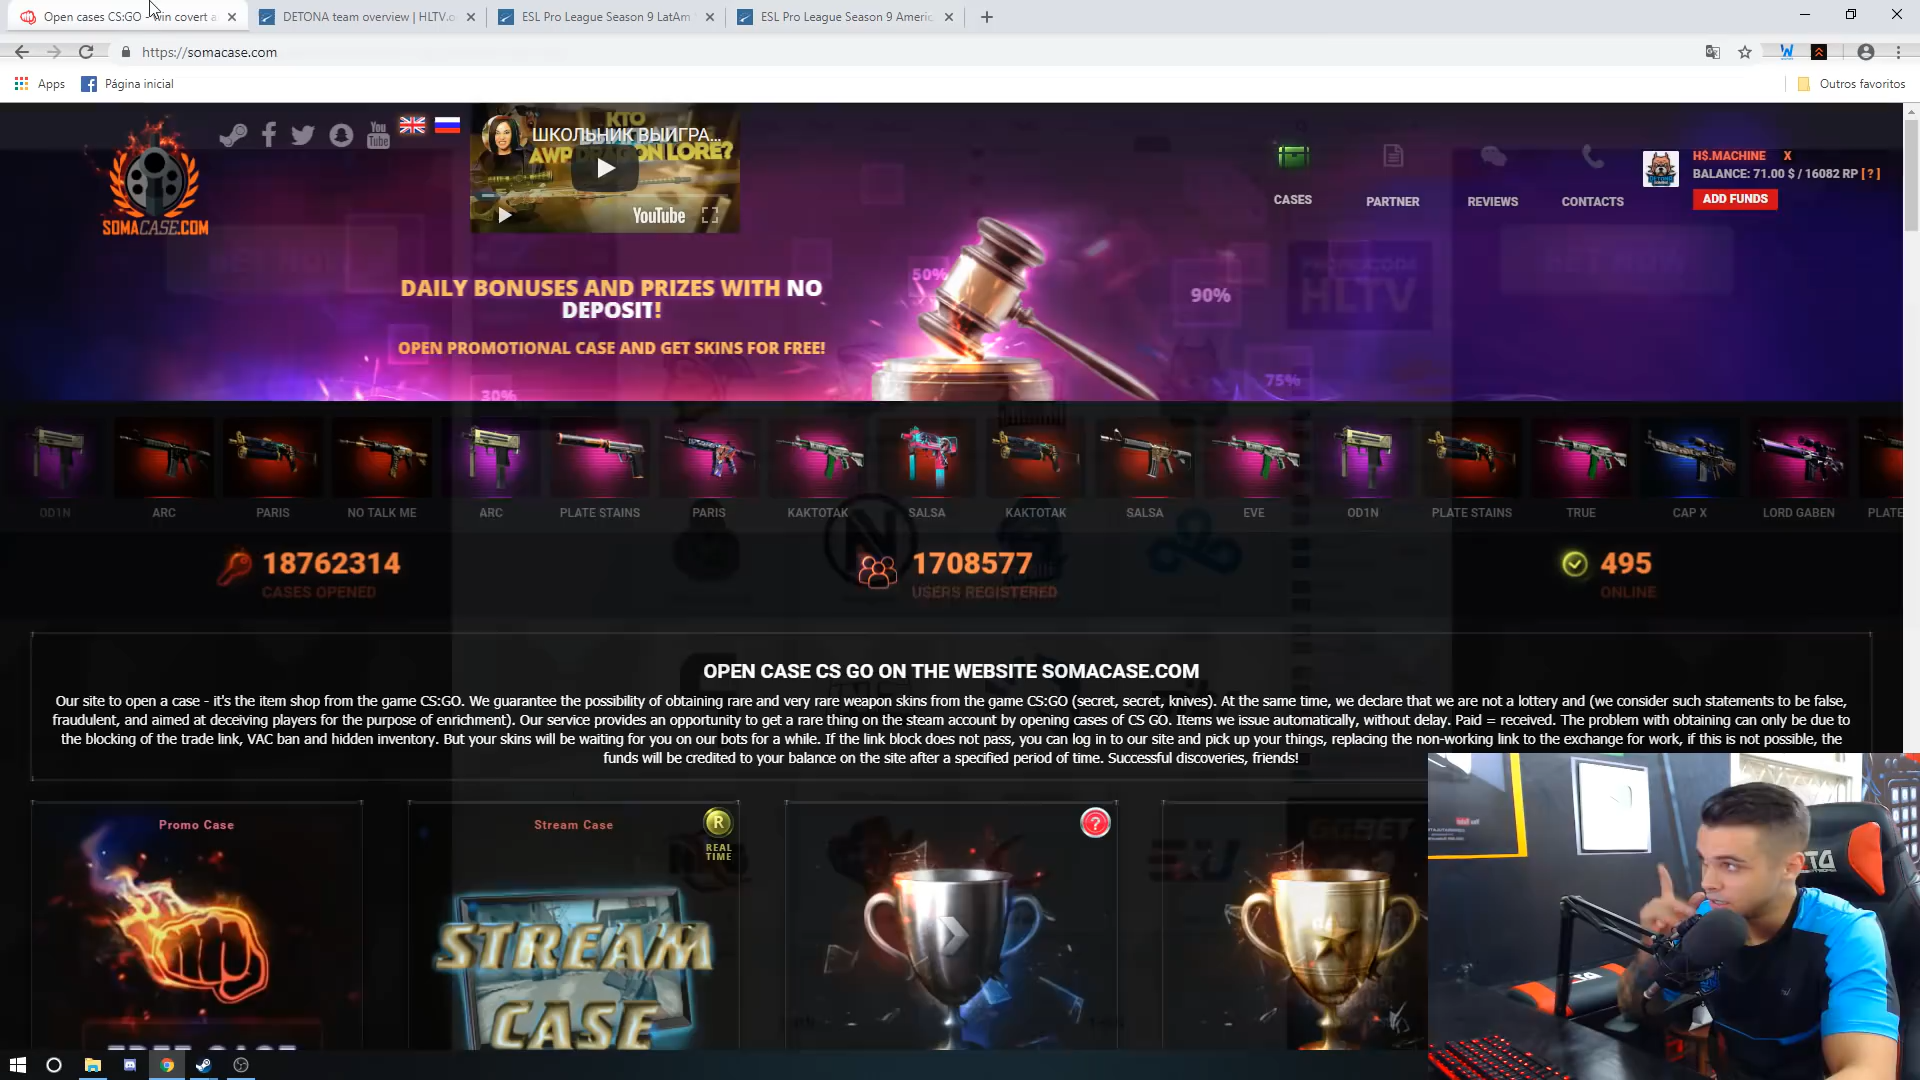 Open cases CS:GO - win covert a
DETONA team overview | HLTV.o
ESL Pro League Season 9 LatAm
ESL Pro League Season 9 Americ
https://somacase.com
Apps
Página inicial
Outros favoritos
SOMACASE.COM
You
Tube
КТО
ШКОЛЬНИК ВЫИГРА...
AWP DRAGON LORE?
YouTube
CASES
PARTNER
REVIEWS
CONTACTS
H$.MACHINE X
BALANCE: 71.00 $ / 16082 RP [ ? ]
ADD FUNDS
DAILY BONUSES AND PRIZES WITH NO
DEPOSIT!
OPEN PROMOTIONAL CASE AND GET SKINS FOR FREE!
50%
90%
HLTV
75%
30%
OD1N
ARC
PARIS
NO TALK ME
ARC
PLATE STAINS
PARIS
KAKTOTAK
SALSA
KAKTOTAK
SALSA
EVE
OD1N
PLATE STAINS
TRUE
CAP X
LORD GABEN
PLATE
18762314
CASES OPENED
1708577
USERS REGISTERED
495
ONLINE
OPEN CASE CS GO ON THE WEBSITE SOMACASE.COM
Our site to open a case - it's the item shop from the game CS:GO. We guarantee the possibility of obtaining rare and very rare weapon skins from the game CS:GO (secret, secret, knives). At the same time, we declare that we are not a lottery and (we consider such statements to be false,
fraudulent, and aimed at deceiving players for the purpose of enrichment). Our service provides an opportunity to get a rare thing on the steam account by opening cases of CS GO. Items we issue automatically, without delay. Paid = received. The problem with obtaining can only be due to
the blocking of the trade link, VAC ban and hidden inventory. But your skins will be waiting for you on our bots for a while. If the link block does not pass, you can log in to our site and pick up your things, replacing the non-working link to the exchange for work, if this is not possible, the
funds will be credited to your balance on the site after a specified period of time. Successful discoveries, friends!
Promo Case
Stream Case
R
REAL
TIME
?
GGBET
STREAM
CASE